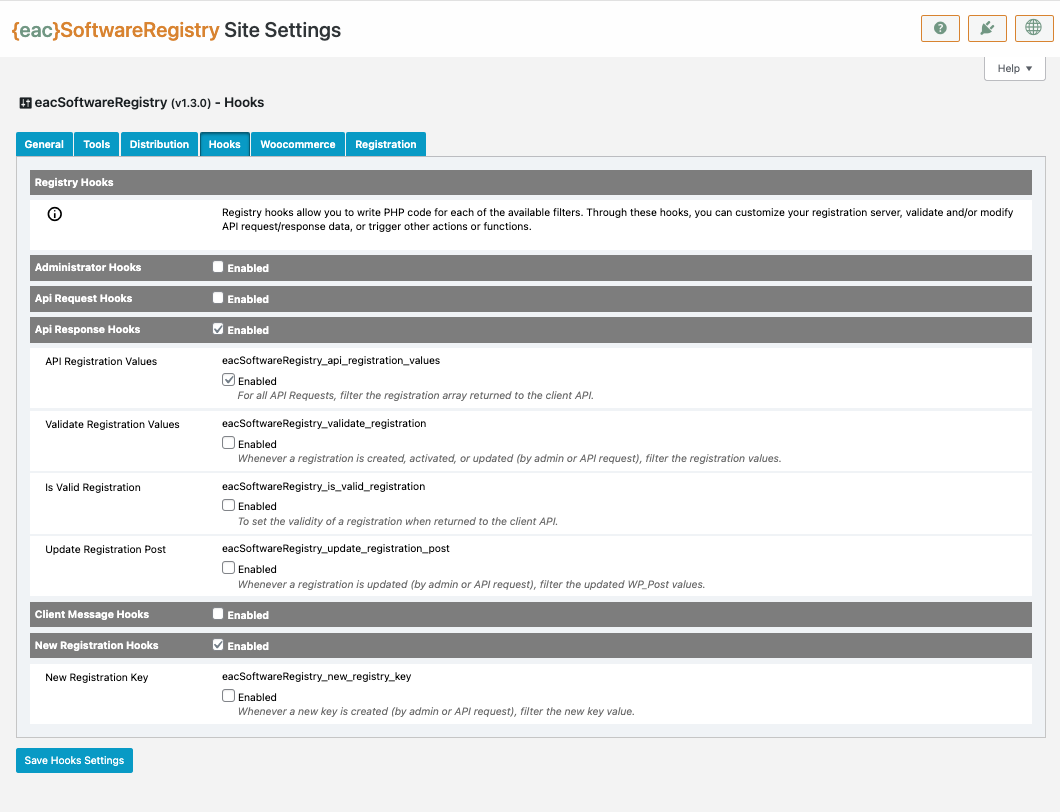 {eac}SoftwareRegistry Site Settings
Help ▼
eacSoftwareRegistry (v1.3.0) - Hooks
General Tools Distribution Hooks Woocommerce Registration
Registry Hooks
Registry hooks allow you to write PHP code for each of the available filters. Through these hooks, you can customize your registration server, validate and/or modify
API request/response data, or trigger other actions or functions.
Administrator Hooks Enabled
Api Request Hooks Enabled
Api Response Hooks Enabled
API Registration Values eacSoftwareRegistry_api_registration_values
Enabled
For all API Requests, filter the registration array returned to the client API.
Validate Registration Values eacSoftwareRegistry_validate_registration
Enabled
Whenever a registration is created, activated, or updated (by admin or API request), filter the registration values.
Is Valid Registration eacSoftwareRegistry_is_valid_registration
Enabled
To set the validity of a registration when returned to the client API.
Update Registration Post eacSoftwareRegistry_update_registration_post
Enabled
Whenever a registration is updated (by admin or API request), filter the updated WP_Post values.
Client Message Hooks Enabled
New Registration Hooks Enabled
New Registration Key eacSoftwareRegistry_new_registry_key
Enabled
Whenever a new key is created (by admin or API request), filter the new key value.
Save Hooks Settings